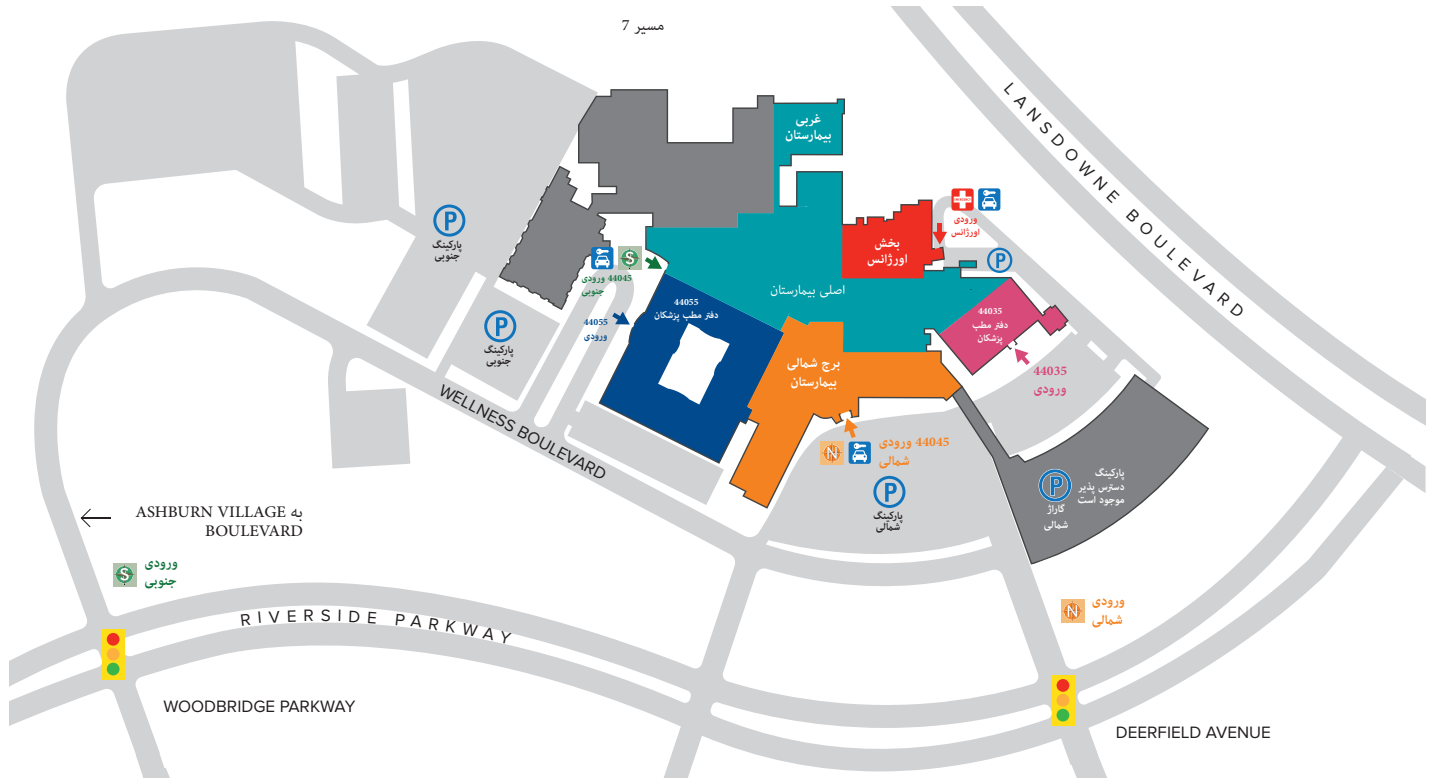 مسیر 7
LANSDOWNE BOULEVARD
غربی
بیمارستان
P
پارکینگ
جنوبی
EMERGENCY
ورودی
اورژانس
بخش
اورژانس
P
S
44045 ورودی
جنوبی
اصلی بیمارستان
44055
دفتر مطب پزشکان
44055
ورودی
44035
دفتر مطب
پزشکان
44035
ورودی
P
پارکینگ
جنوبی
برج شمالی
بیمارستان
WELLNESS BOULEVARD
N
44045 ورودی
شمالی
P
پارکینگ
شمالی
پارکینگ
دسترس پذیر
موجود است
P
گاراژ
شمالی
به ASHBURN VILLAGE
BOULEVARD
S
ورودی
جنوبی
N
ورودی
شمالی
RIVERSIDE PARKWAY
WOODBRIDGE PARKWAY
DEERFIELD AVENUE